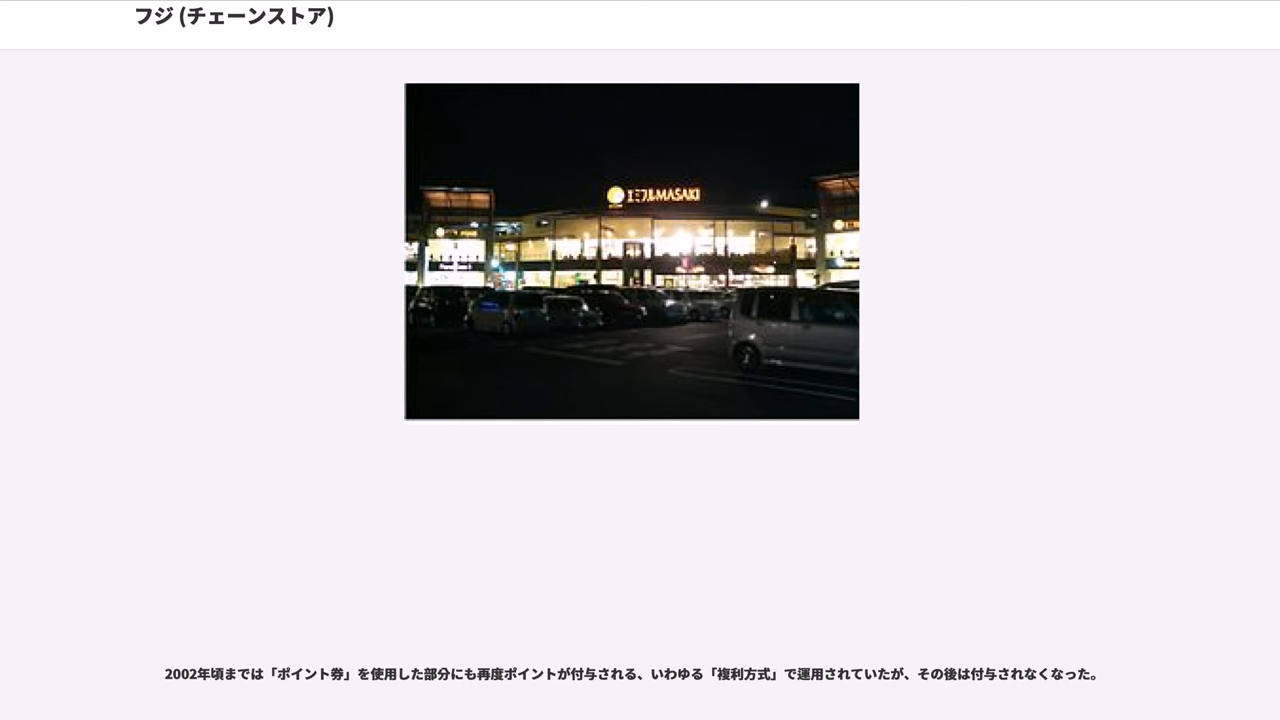 フジ (チェーンストア)
エミフルMASAKI
2002年頃までは「ポイント券」を使用した部分にも再度ポイントが付与される、いわゆる「複利方式」で運用されていたが、その後は付与されなくなった。